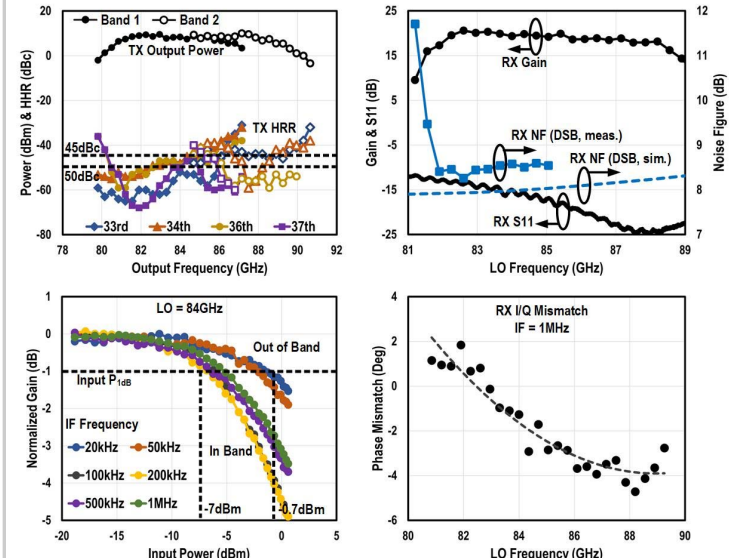 Band 1 Band 2
TX Output Power
TX HRR
45dBc
50dBc
33rd 34th 36th 37th
20
0
-20
-40
-60
-80
78 80 82 84 86 88 90 92
Power (dBm) & HHR (dBc)
Output Frequency (GHz)
25
15
5
-5
-15
-25
12
11
10
9
8
7
RX Gain
RX NF (DSB, meas.)
RX NF (DSB, sim.)
RX S11
81 83 85 87 89
Gain & S11 (dB)
Noise Figure (dB)
LO Frequency (GHz)
1
0
-1
-2
-3
-4
-5
LO = 84GHz
Out of Band
Input P1dB
IF Frequency
20kHz 50kHz
100kHz 200kHz
500kHz 1MHz
In Band
-7dBm
-0.7dBm
-20 -15 -10 -5 0 5
Normalized Gain (dB)
Input Power (dBm)
4
2
0
-2
-4
-6
RX I/Q Mismatch
IF = 1MHz
80 82 84 86 88 90
Phase Mismatch (Deg)
LO Frequency (GHz)